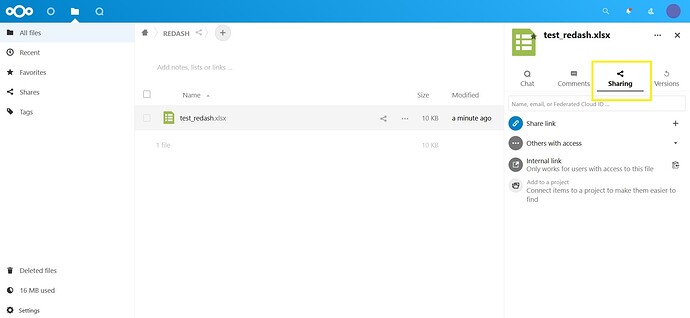 All files
Recent
Favorites
Shares
Tags
Deleted files
16 MB used
Settings
REDASH
Add notes, lists or links ...
Name Size Modified
test_redash.xlsx 10 KB a minute ago
1 file 10 KB
test_redash.xlsx
Chat Comments Sharing Versions
Name, email, or Federated Cloud ID ...
Share link
Others with access
Internal link
Only works for users with access to this file
Add to a project
Connect items to a project to make them easier to
find